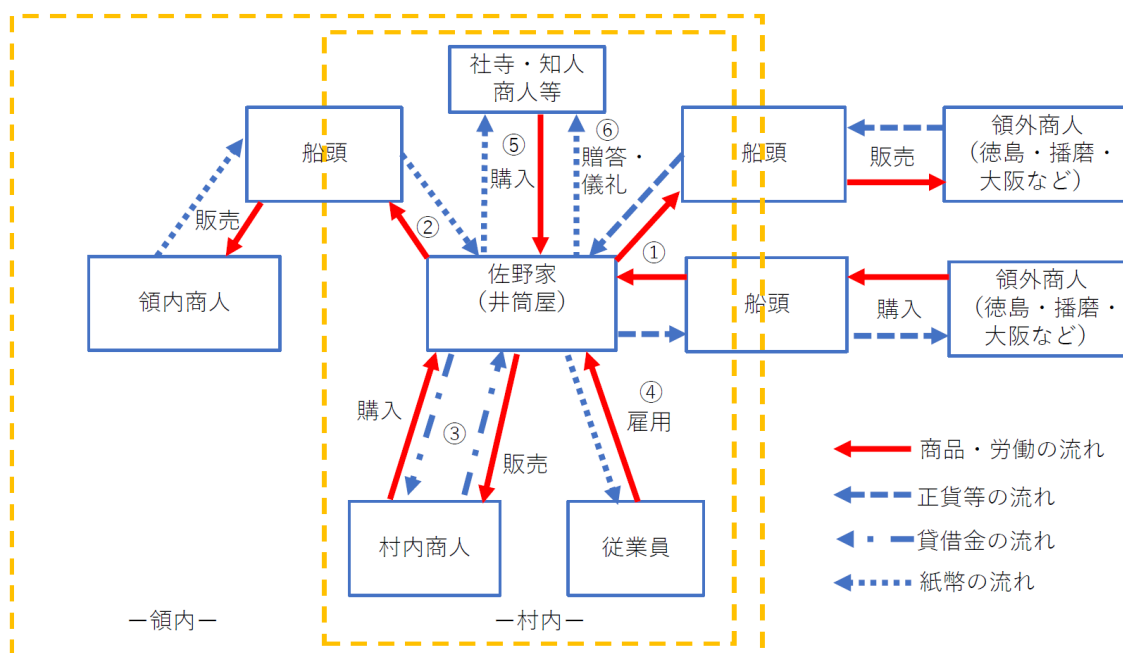 社寺・知人
商人等
船頭
⑤
購入
⑥
贈答・
儀礼
船頭
販売
領外商人
（徳島・播磨・
大阪など）
販売
②
①
領内商人
佐野家
（井筒屋）
船頭
購入
領外商人
（徳島・播磨・
大阪など）
購入
③
販売
④
雇用
村内商人
従業員
商品・労働の流れ
正貨等の流れ
貸借金の流れ
紙幣の流れ
－領内－
－村内－